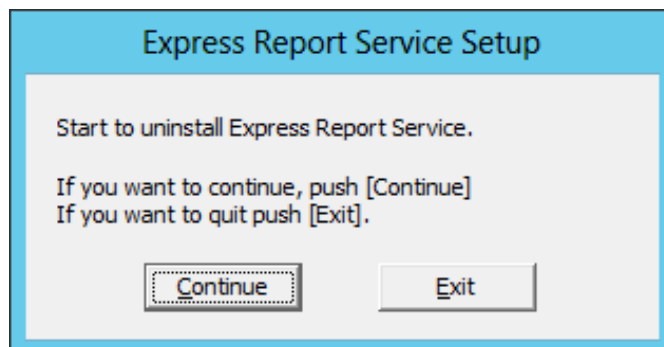 Express Report Service Setup
Start to uninstall Express Report Service.
If you want to continue, push [Continue]
If you want to quit push [Exit].
Continue
Exit